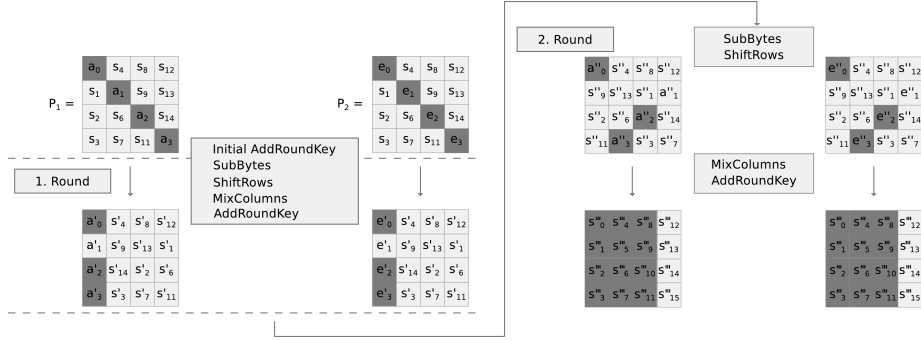 a₀ s₄ s₈ s₁₂
s₁ a₁ s₉ s₁₃
P₁ =
s₂ s₆ a₂ s₁₄
s₃ s₇ s₁₁ a₃
e₀ s₄ s₈ s₁₂
s₁ e₁ s₉ s₁₃
P₂ =
s₂ s₆ e₂ s₁₄
s₃ s₇ s₁₁ e₃
1. Round
Initial AddRoundKey
SubBytes
ShiftRows
MixColumns
AddRoundKey
a'₀ s'₄ s'₈ s'₁₂
a'₁ s'₉ s'₁₃ s'₁
a'₂ s'₁₄ s'₂ s'₆
a'₃ s'₃ s'₇ s'₁₁
e'₀ s'₄ s'₈ s'₁₂
e'₁ s'₉ s'₁₃ s'₁
e'₂ s'₁₄ s'₂ s'₆
e'₃ s'₃ s'₇ s'₁₁
2. Round
SubBytes
ShiftRows
a''₀ s''₄ s''₈ s''₁₂
s''₉ s''₁₃ s''₁ a''₁
s''₂ s''₆ a''₂ s''₁₄
s''₁₁ a''₃ s''₃ s''₇
e''₀ s''₄ s''₈ s''₁₂
s''₉ s''₁₃ s''₁ e''₁
s''₂ s''₆ e''₂ s''₁₄
s''₁₁ e''₃ s''₃ s''₇
MixColumns
AddRoundKey
s'''₀ s'''₄ s'''₈ s'''₁₂
s'''₁ s'''₅ s'''₉ s'''₁₃
s'''₂ s'''₆ s'''₁₀ s'''₁₄
s'''₃ s'''₇ s'''₁₁ s'''₁₅
s'''₀ s'''₄ s'''₈ s'''₁₂
s'''₁ s'''₅ s'''₉ s'''₁₃
s'''₂ s'''₆ s'''₁₀ s'''₁₄
s'''₃ s'''₇ s'''₁₁ s'''₁₅